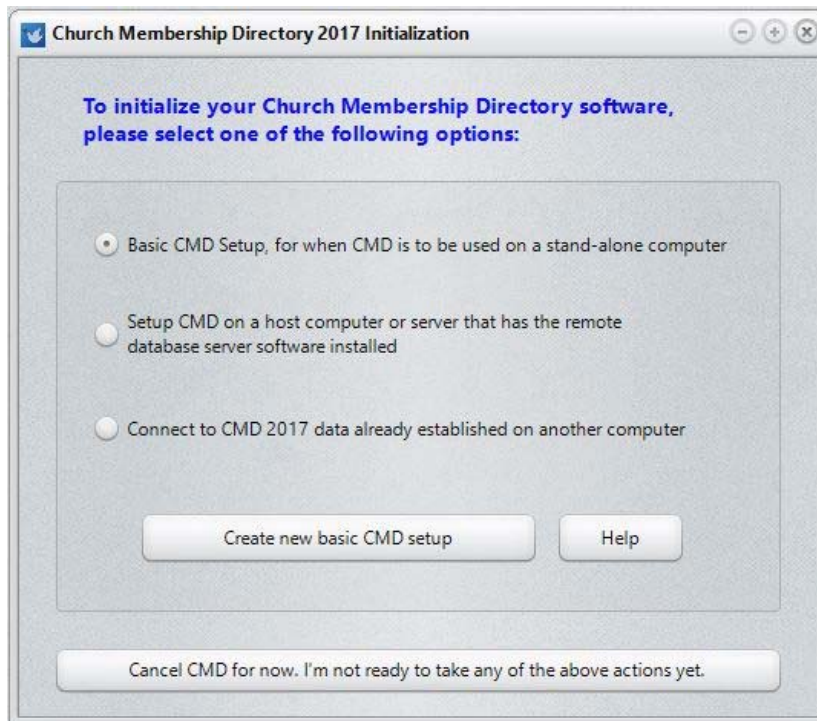 Church Membership Directory 2017 Initialization
To initialize your Church Membership Directory software,
please select one of the following options:
Basic CMD Setup, for when CMD is to be used on a stand-alone computer
Setup CMD on a host computer or server that has the remote
database server software installed
Connect to CMD 2017 data already established on another computer
Create new basic CMD setup
Help
Cancel CMD for now. I'm not ready to take any of the above actions yet.